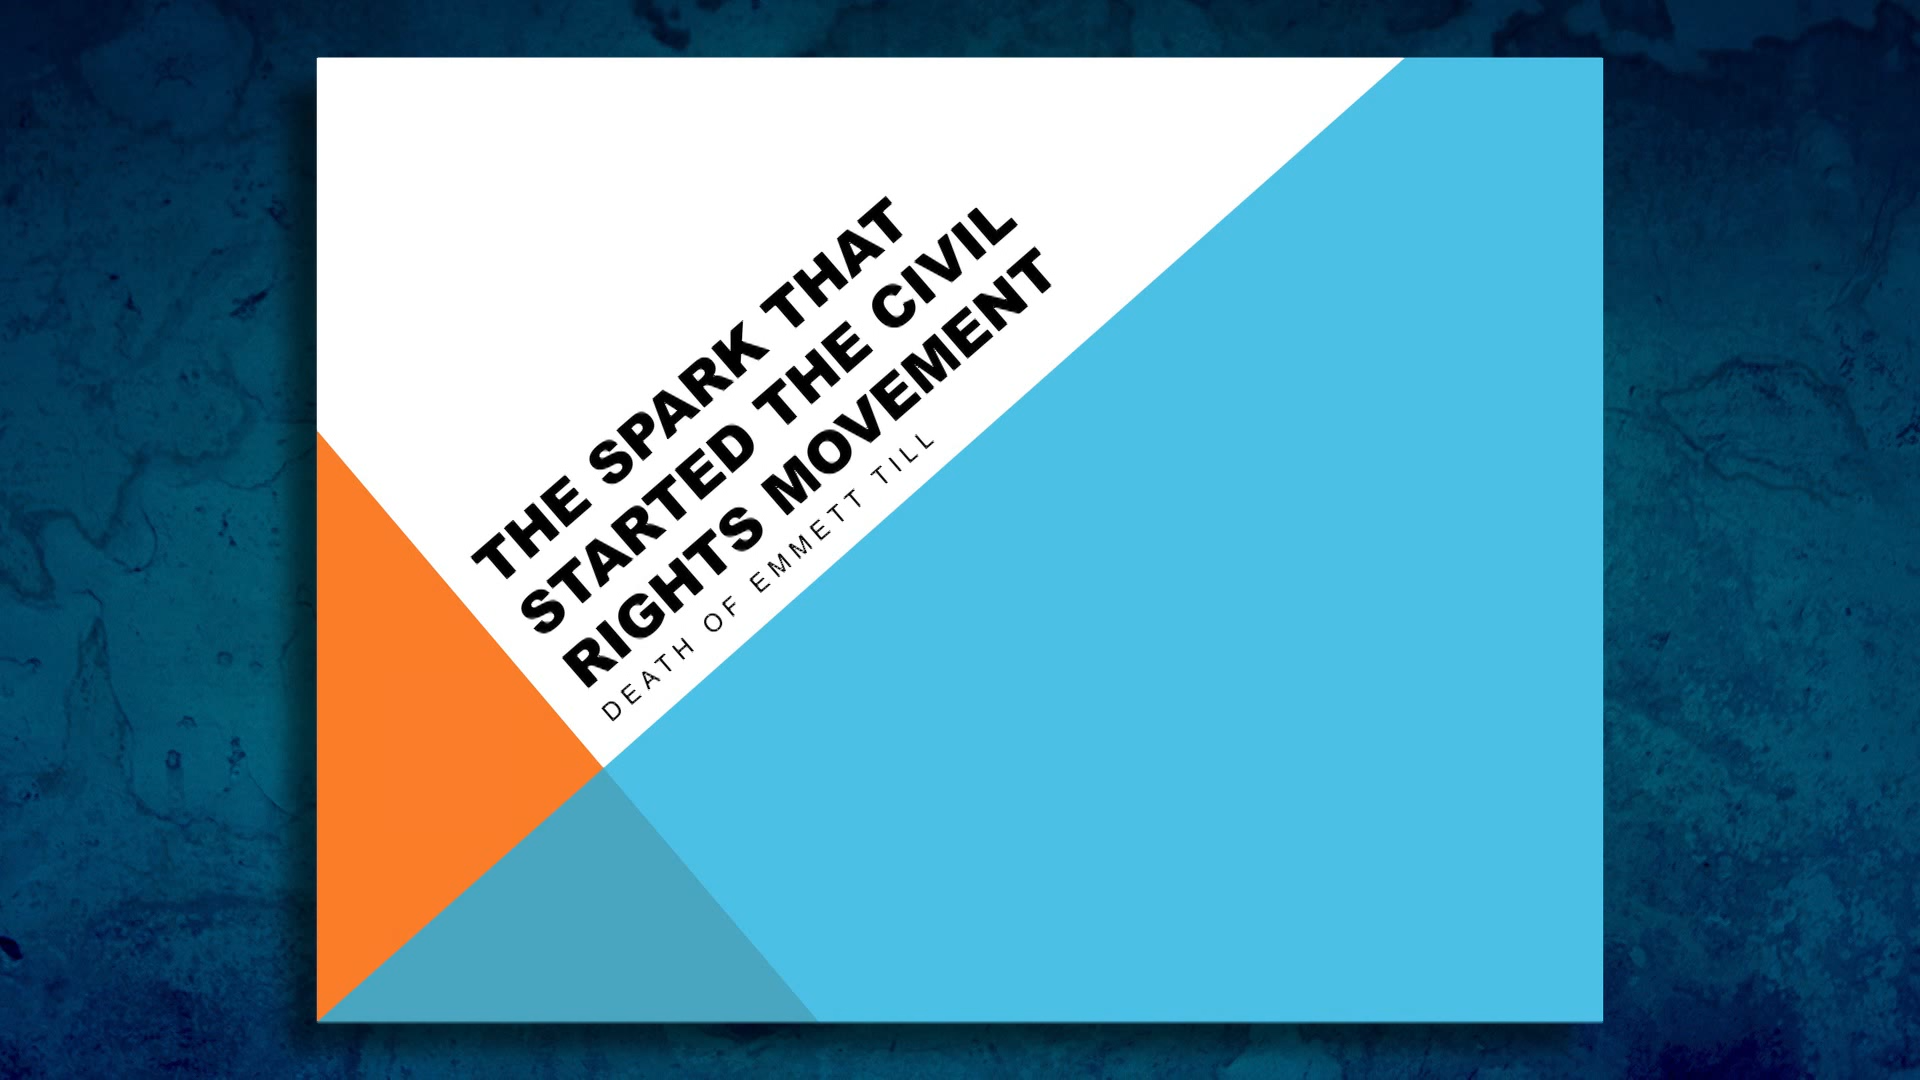 THE SPARK THAT
STARTED THE CIVIL
RIGHTS MOVEMENT
DEATH OF EMMETT TILL